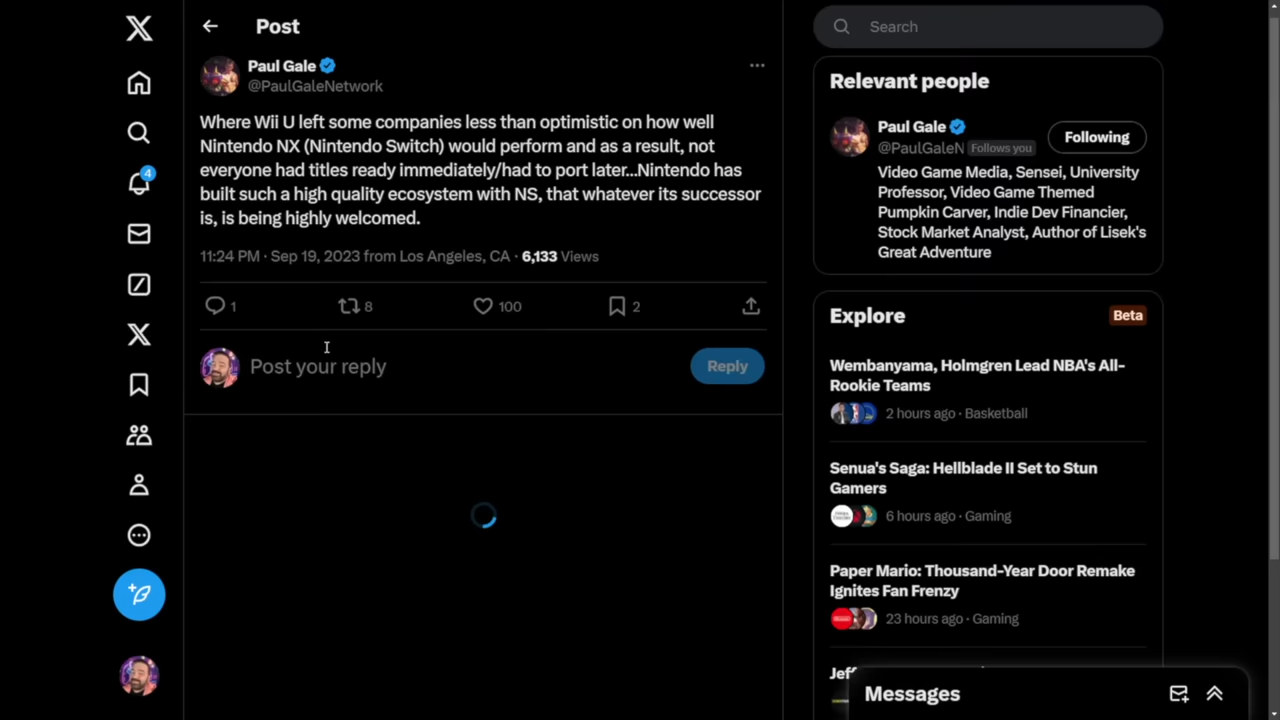 Post
Paul Gale
@PaulGaleNetwork
Where Wii U left some companies less than optimistic on how well
Nintendo NX (Nintendo Switch) would perform and as a result, not
everyone had titles ready immediately/had to port later...Nintendo has
built such a high quality ecosystem with NS, that whatever its successor
is, is being highly welcomed.
11:24 PM · Sep 19, 2023 from Los Angeles, CA · 6,133 Views
1 8 100 2
Post your reply
Reply
4
Search
Relevant people
Paul Gale
@PaulGaleN Follows you
Following
Video Game Media, Sensei, University
Professor, Video Game Themed
Pumpkin Carver, Indie Dev Financier,
Stock Market Analyst, Author of Lisek's
Great Adventure
Explore Beta
Wembanyama, Holmgren Lead NBA's All-
Rookie Teams
2 hours ago · Basketball
Senua's Saga: Hellblade II Set to Stun
Gamers
6 hours ago · Gaming
Paper Mario: Thousand-Year Door Remake
Ignites Fan Frenzy
23 hours ago · Gaming
Messages